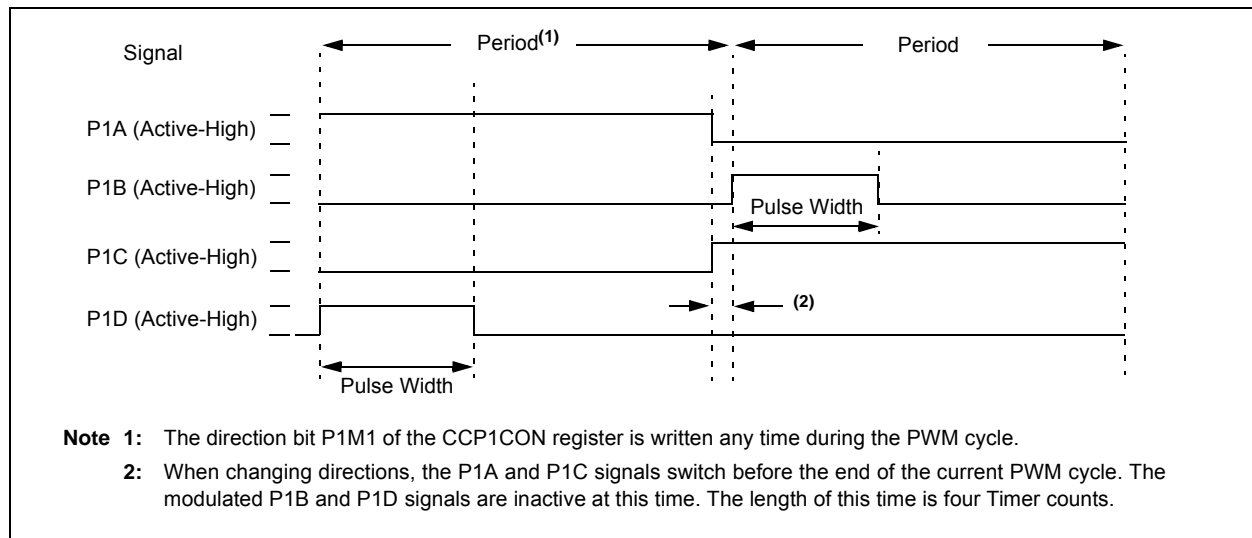 Signal
Period(1)
Period
P1A (Active-High)
P1B (Active-High)
Pulse Width
P1C (Active-High)
(2)
P1D (Active-High)
Pulse Width
Note 1: The direction bit P1M1 of the CCP1CON register is written any time during the PWM cycle.
2: When changing directions, the P1A and P1C signals switch before the end of the current PWM cycle. The
modulated P1B and P1D signals are inactive at this time. The length of this time is four Timer counts.